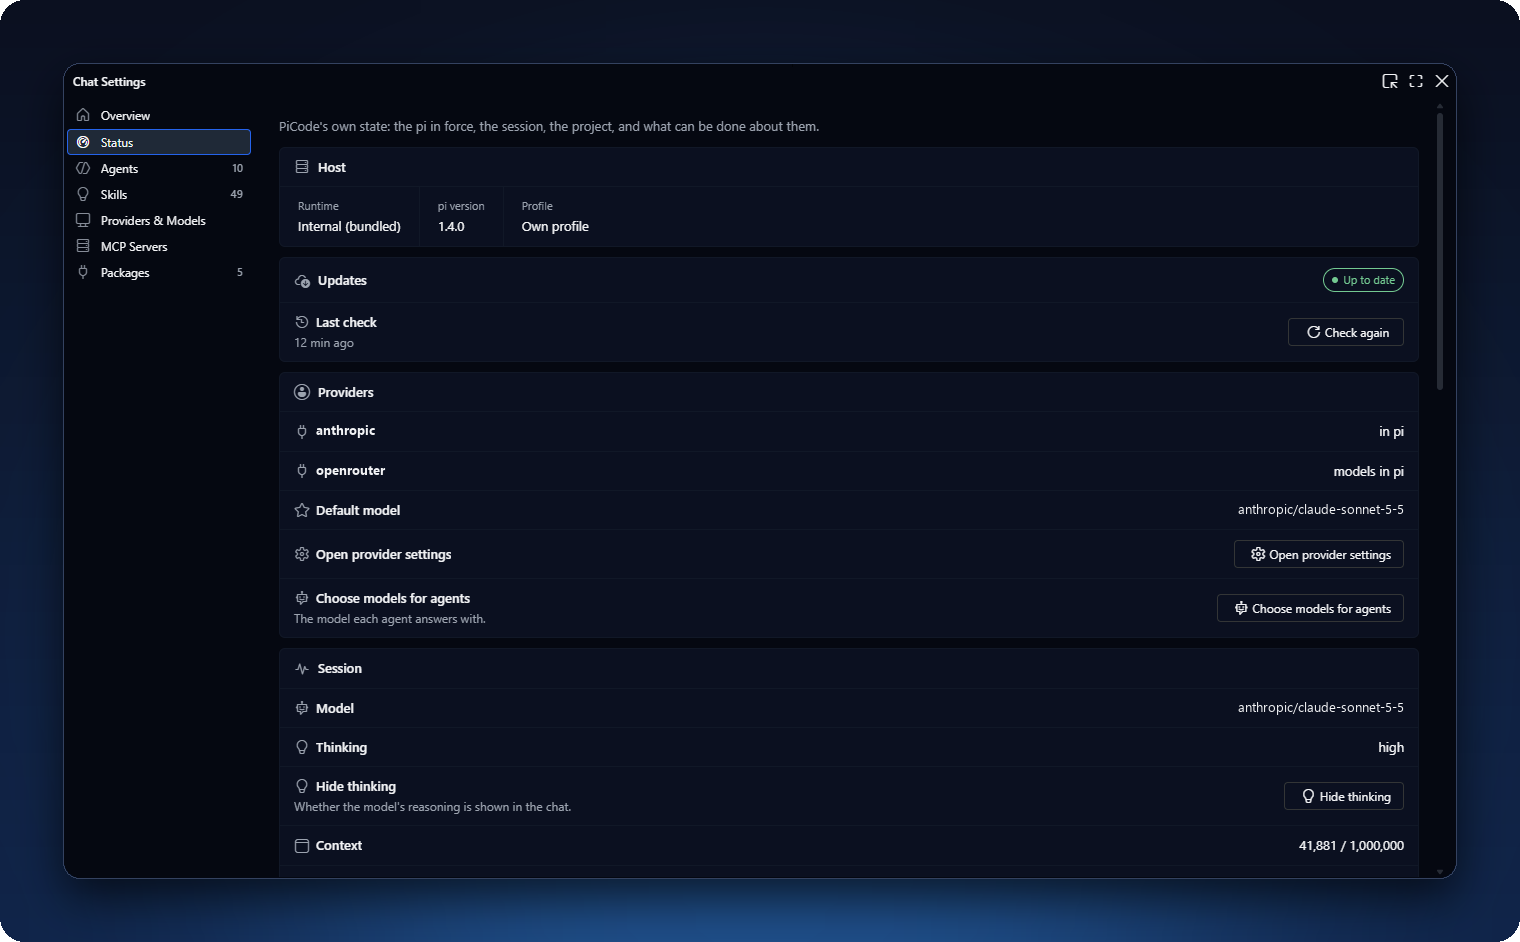 Chat Settings
Overview
Status
Agents 10
Skills 49
Providers & Models
MCP Servers
Packages 5
PiCode's own state: the pi in force, the session, the project, and what can be done about them.
Host
Runtime pi version Profile
Internal (bundled) 1.4.0 Own profile
Updates Up to date
Last check
12 min ago
Check again
Providers
anthropic in pi
openrouter models in pi
Default model anthropic/claude-sonnet-5-5
Open provider settings Open provider settings
Choose models for agents
The model each agent answers with.
Choose models for agents
Session
Model anthropic/claude-sonnet-5-5
Thinking high
Hide thinking
Whether the model's reasoning is shown in the chat.
Hide thinking
Context 41,881 / 1,000,000